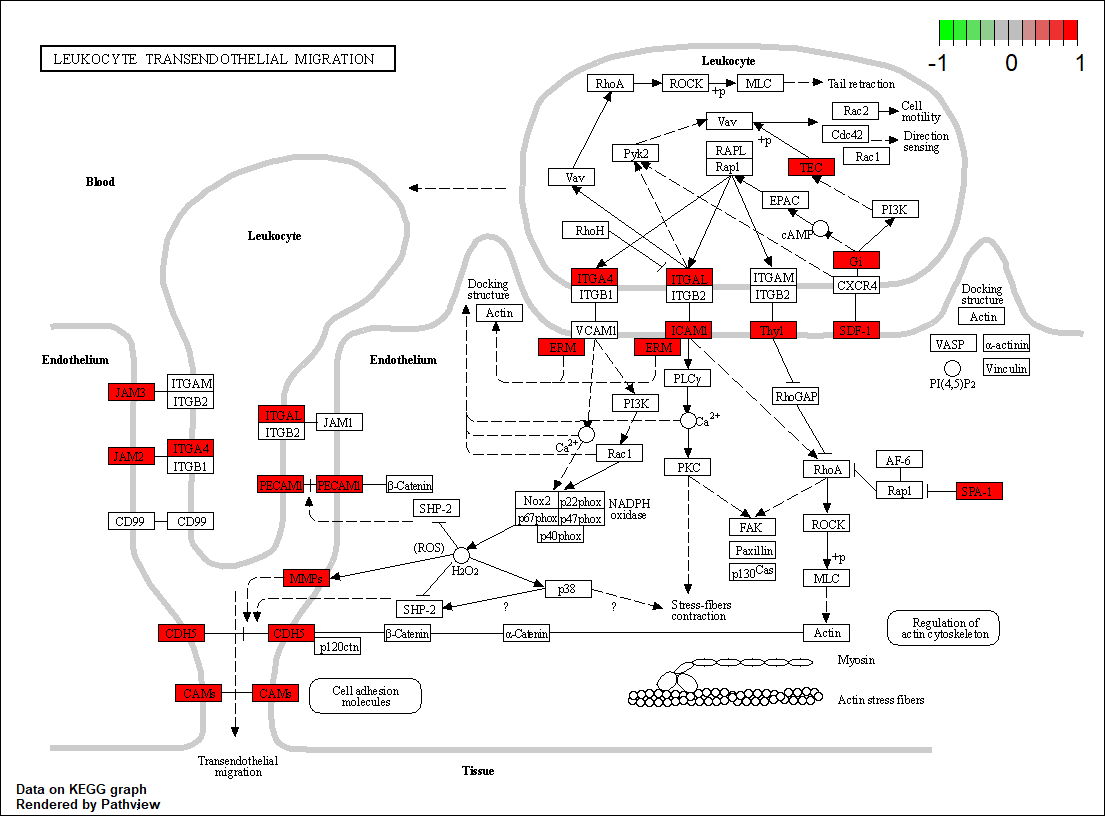 LEUKOCYTE TRANSENDOTHELIAL MIGRATION
-1 0 1
Leukocyte
RhoA
ROCK
+p
MLC
Tail retraction
Vav
+p
Rac2
Cell
motility
Cdc42
Direction
sensing
Rac1
Pyk2
RAPL
Rap1
TEC
Vav
EPAC
PI3K
RhoH
cAMP
Gi
ITGA4
ITGB1
ITGAL
ITGB2
ITGAM
ITGB2
CXCR4
Blood
Leukocyte
Docking
structure
Actin
VCAM1
ICAM1
Thy1
SDF-1
ERM
ERM
Docking
structure
Actin
VASP
α-actinin
PI(4,5)P2
Vinculin
Endothelium
Endothelium
JAM3
ITGAM
ITGB2
ITGAL
ITGB2
JAM1
JAM2
ITGA4
ITGB1
PECAM1
PECAM1
β-Catenin
CD99
CD99
PLCγ
PI3K
RhoGAP
Ca2+
Ca2+
Rac1
PKC
RhoA
AF-6
Rap1
SPA-1
SHP-2
Nox2
p22phox
p67phox
p47phox
p40phox
NADPH
oxidase
FAK
Paxillin
p130Cas
ROCK
+p
MLC
(ROS)
H2O2
MMPs
p38
SHP-2
?
?
Stress-fibers
contraction
CDH5
CDH5
p120ctn
β-Catenin
α-Catenin
Actin
Regulation of
actin cytoskeleton
CAMs
CAMs
Cell adhesion
molecules
Myosin
Actin stress fibers
Transendothelial
migration
Tissue
Data on KEGG graph
Rendered by Pathview